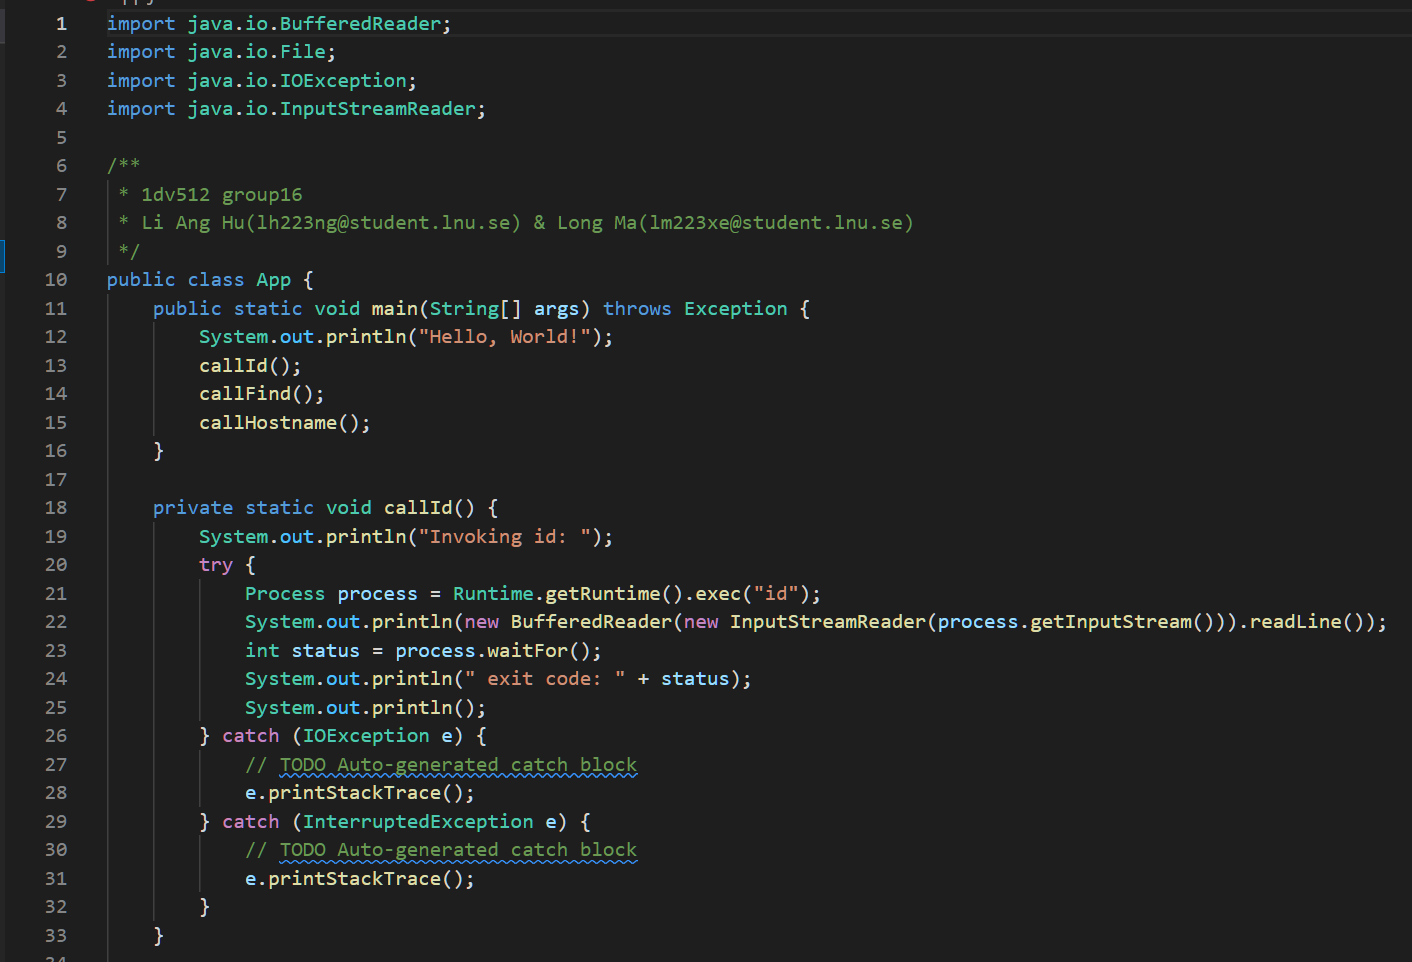 1 import java.io.BufferedReader;
2 import java.io.File;
3 import java.io.IOException;
4 import java.io.InputStreamReader;
5
6 /**
7  * 1dv512 group16
8  * Li Ang Hu(lh223ng@student.lnu.se) & Long Ma(lm223xe@student.lnu.se)
9  */
10 public class App {
11     public static void main(String[] args) throws Exception {
12         System.out.println("Hello, World!");
13         callId();
14         callFind();
15         callHostname();
16     }
17
18     private static void callId() {
19         System.out.println("Invoking id: ");
20         try {
21             Process process = Runtime.getRuntime().exec("id");
22             System.out.println(new BufferedReader(new InputStreamReader(process.getInputStream())).readLine());
23             int status = process.waitFor();
24             System.out.println(" exit code: " + status);
25             System.out.println();
26         } catch (IOException e) {
27             // TODO Auto-generated catch block
28             e.printStackTrace();
29         } catch (InterruptedException e) {
30             // TODO Auto-generated catch block
31             e.printStackTrace();
32         }
33     }